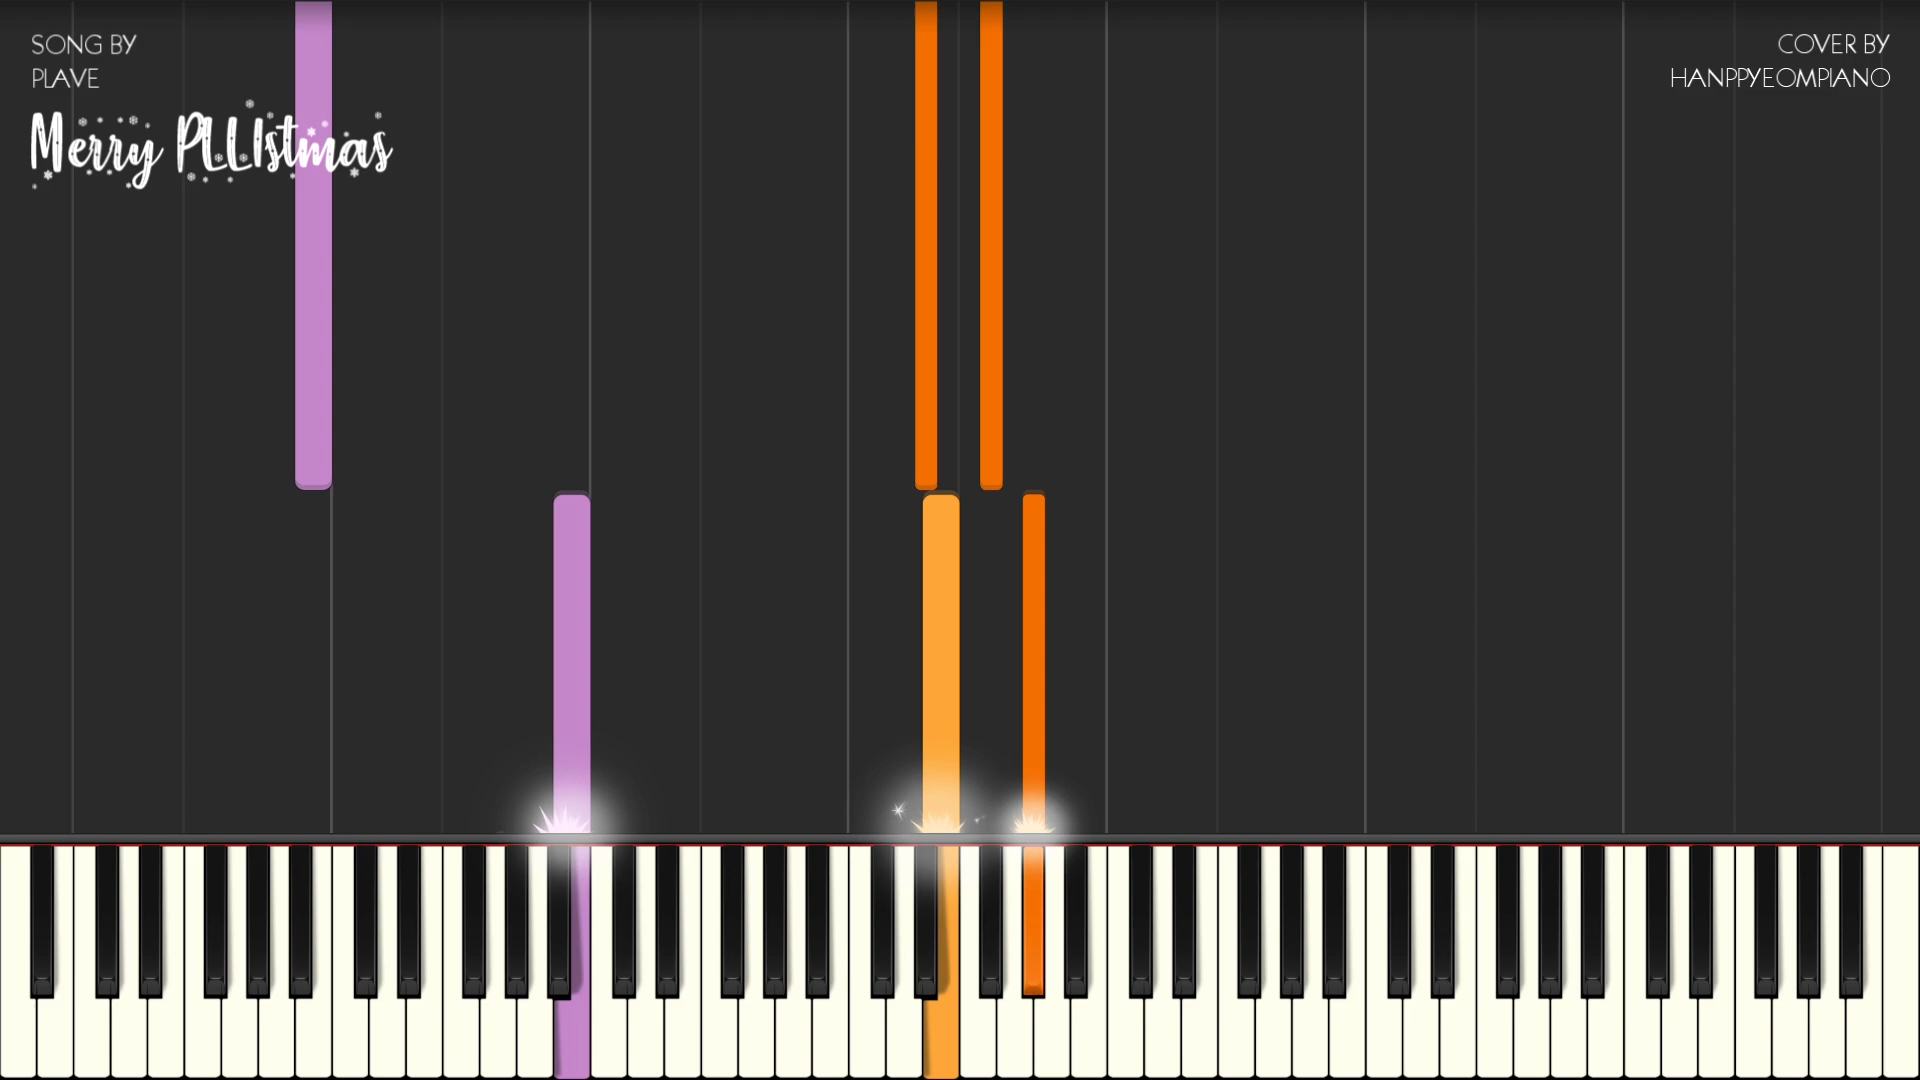 SONG BY
PLAVE
Merry PLLIstmas
COVER BY
HANPPYEOMPIANO